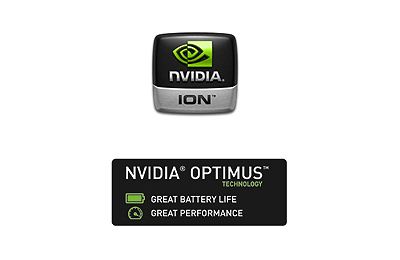 NVIDIA®
ION™
NVIDIA® OPTIMUS™
TECHNOLOGY
GREAT BATTERY LIFE
GREAT PERFORMANCE